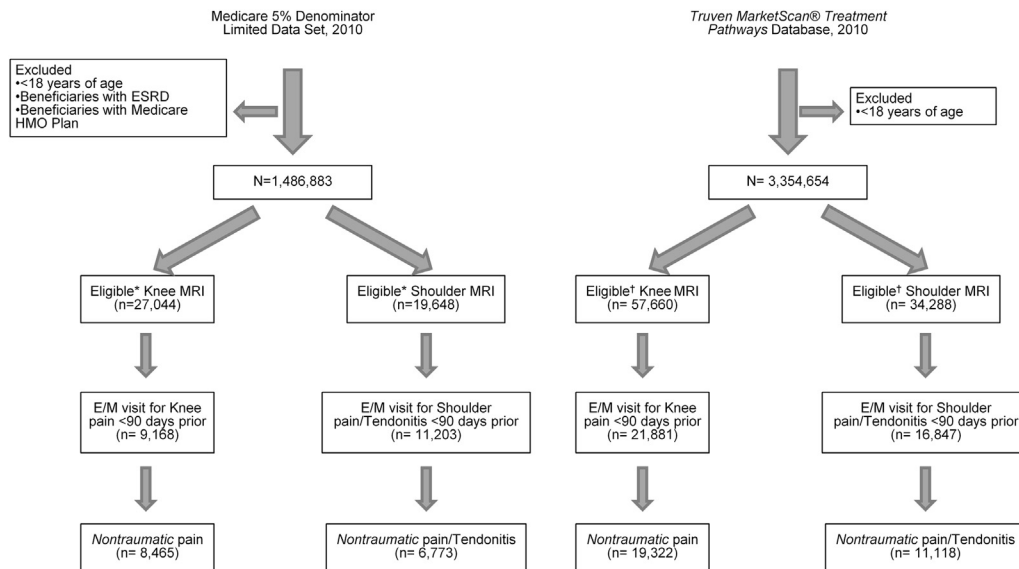 Medicare 5% Denominator
Limited Data Set, 2010
Excluded
•<18 years of age
•Beneficiaries with ESRD
•Beneficiaries with Medicare
HMO Plan
N=1,486,883
Eligible* Knee MRI
(n=27,044)
Eligible* Shoulder MRI
(n=19,648)
E/M visit for Knee
pain <90 days prior
(n= 9,168)
E/M visit for Shoulder
pain/Tendonitis <90 days prior
(n= 11,203)
Nontraumatic pain
(n= 8,465)
Nontraumatic pain/Tendonitis
(n= 6,773)
Truven MarketScan® Treatment
Pathways Database, 2010
Excluded
•<18 years of age
N= 3,354,654
Eligible† Knee MRI
(n= 57,660)
Eligible† Shoulder MRI
(n= 34,288)
E/M visit for Knee
pain <90 days prior
(n= 21,881)
E/M visit for Shoulder
pain/Tendonitis <90 days prior
(n= 16,847)
Nontraumatic pain
(n= 19,322)
Nontraumatic pain/Tendonitis
(n= 11,118)